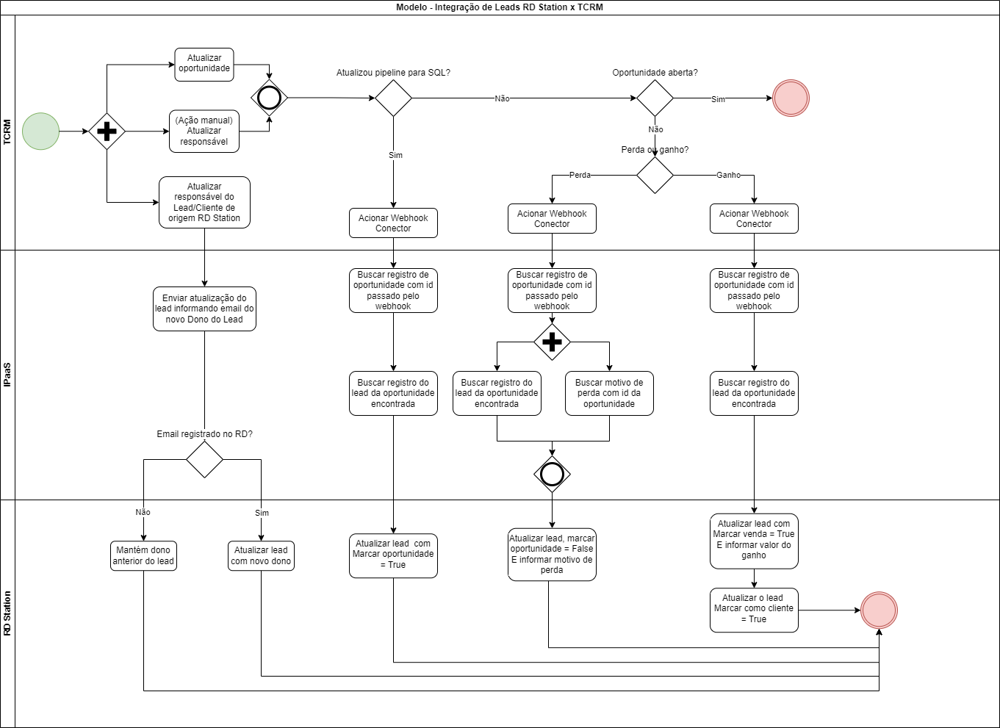 Modelo - Integração de Leads RD Station x TCRM
TCRM
Atualizar
oportunidade
(Ação manual)
Atualizar
responsável
Atualizar
responsável do
Lead/Cliente de
origem RD Station
Atualizou pipeline para SQL?
Não
Sim
Oportunidade aberta?
Sim
Não
Perda ou ganho?
Perda
Ganho
Acionar Webhook
Conector
Acionar Webhook
Conector
Acionar Webhook
Conector
IPaaS
Enviar atualização do
lead informando email do
novo Dono do Lead
Buscar registro de
oportunidade com id
passado pelo
webhook
Buscar registro de
oportunidade com id
passado pelo
webhook
Buscar registro de
oportunidade com id
passado pelo
webhook
Buscar registro do
lead da oportunidade
encontrada
Buscar registro do
lead da oportunidade
encontrada
Buscar motivo de
perda com id da
oportunidade
Buscar registro do
lead da oportunidade
encontrada
Email registrado no RD?
Não
Sim
RD Station
Mantém dono
anterior do lead
Atualizar lead
com novo dono
Atualizar lead  com
Marcar oportunidade
= True
Atualizar lead, marcar
oportunidade = False
E informar motivo de
perda
Atualizar lead com
Marcar venda = True
E informar valor do
ganho
Atualizar o lead
Marcar como cliente
= True